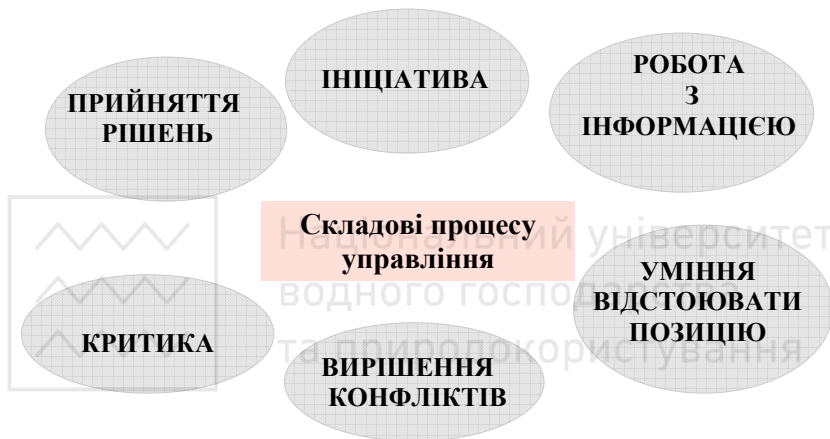 ІНІЦІАТИВА
ПРИЙНЯТТЯ
РІШЕНЬ
РОБОТА
З
ІНФОРМАЦІЄЮ
Складові процесу
управління
Національний університет
водного господарства
та природокористування
УМІННЯ
ВІДСТОЮВАТИ
ПОЗИЦІЮ
КРИТИКА
ВИРІШЕННЯ
КОНФЛІКТІВ